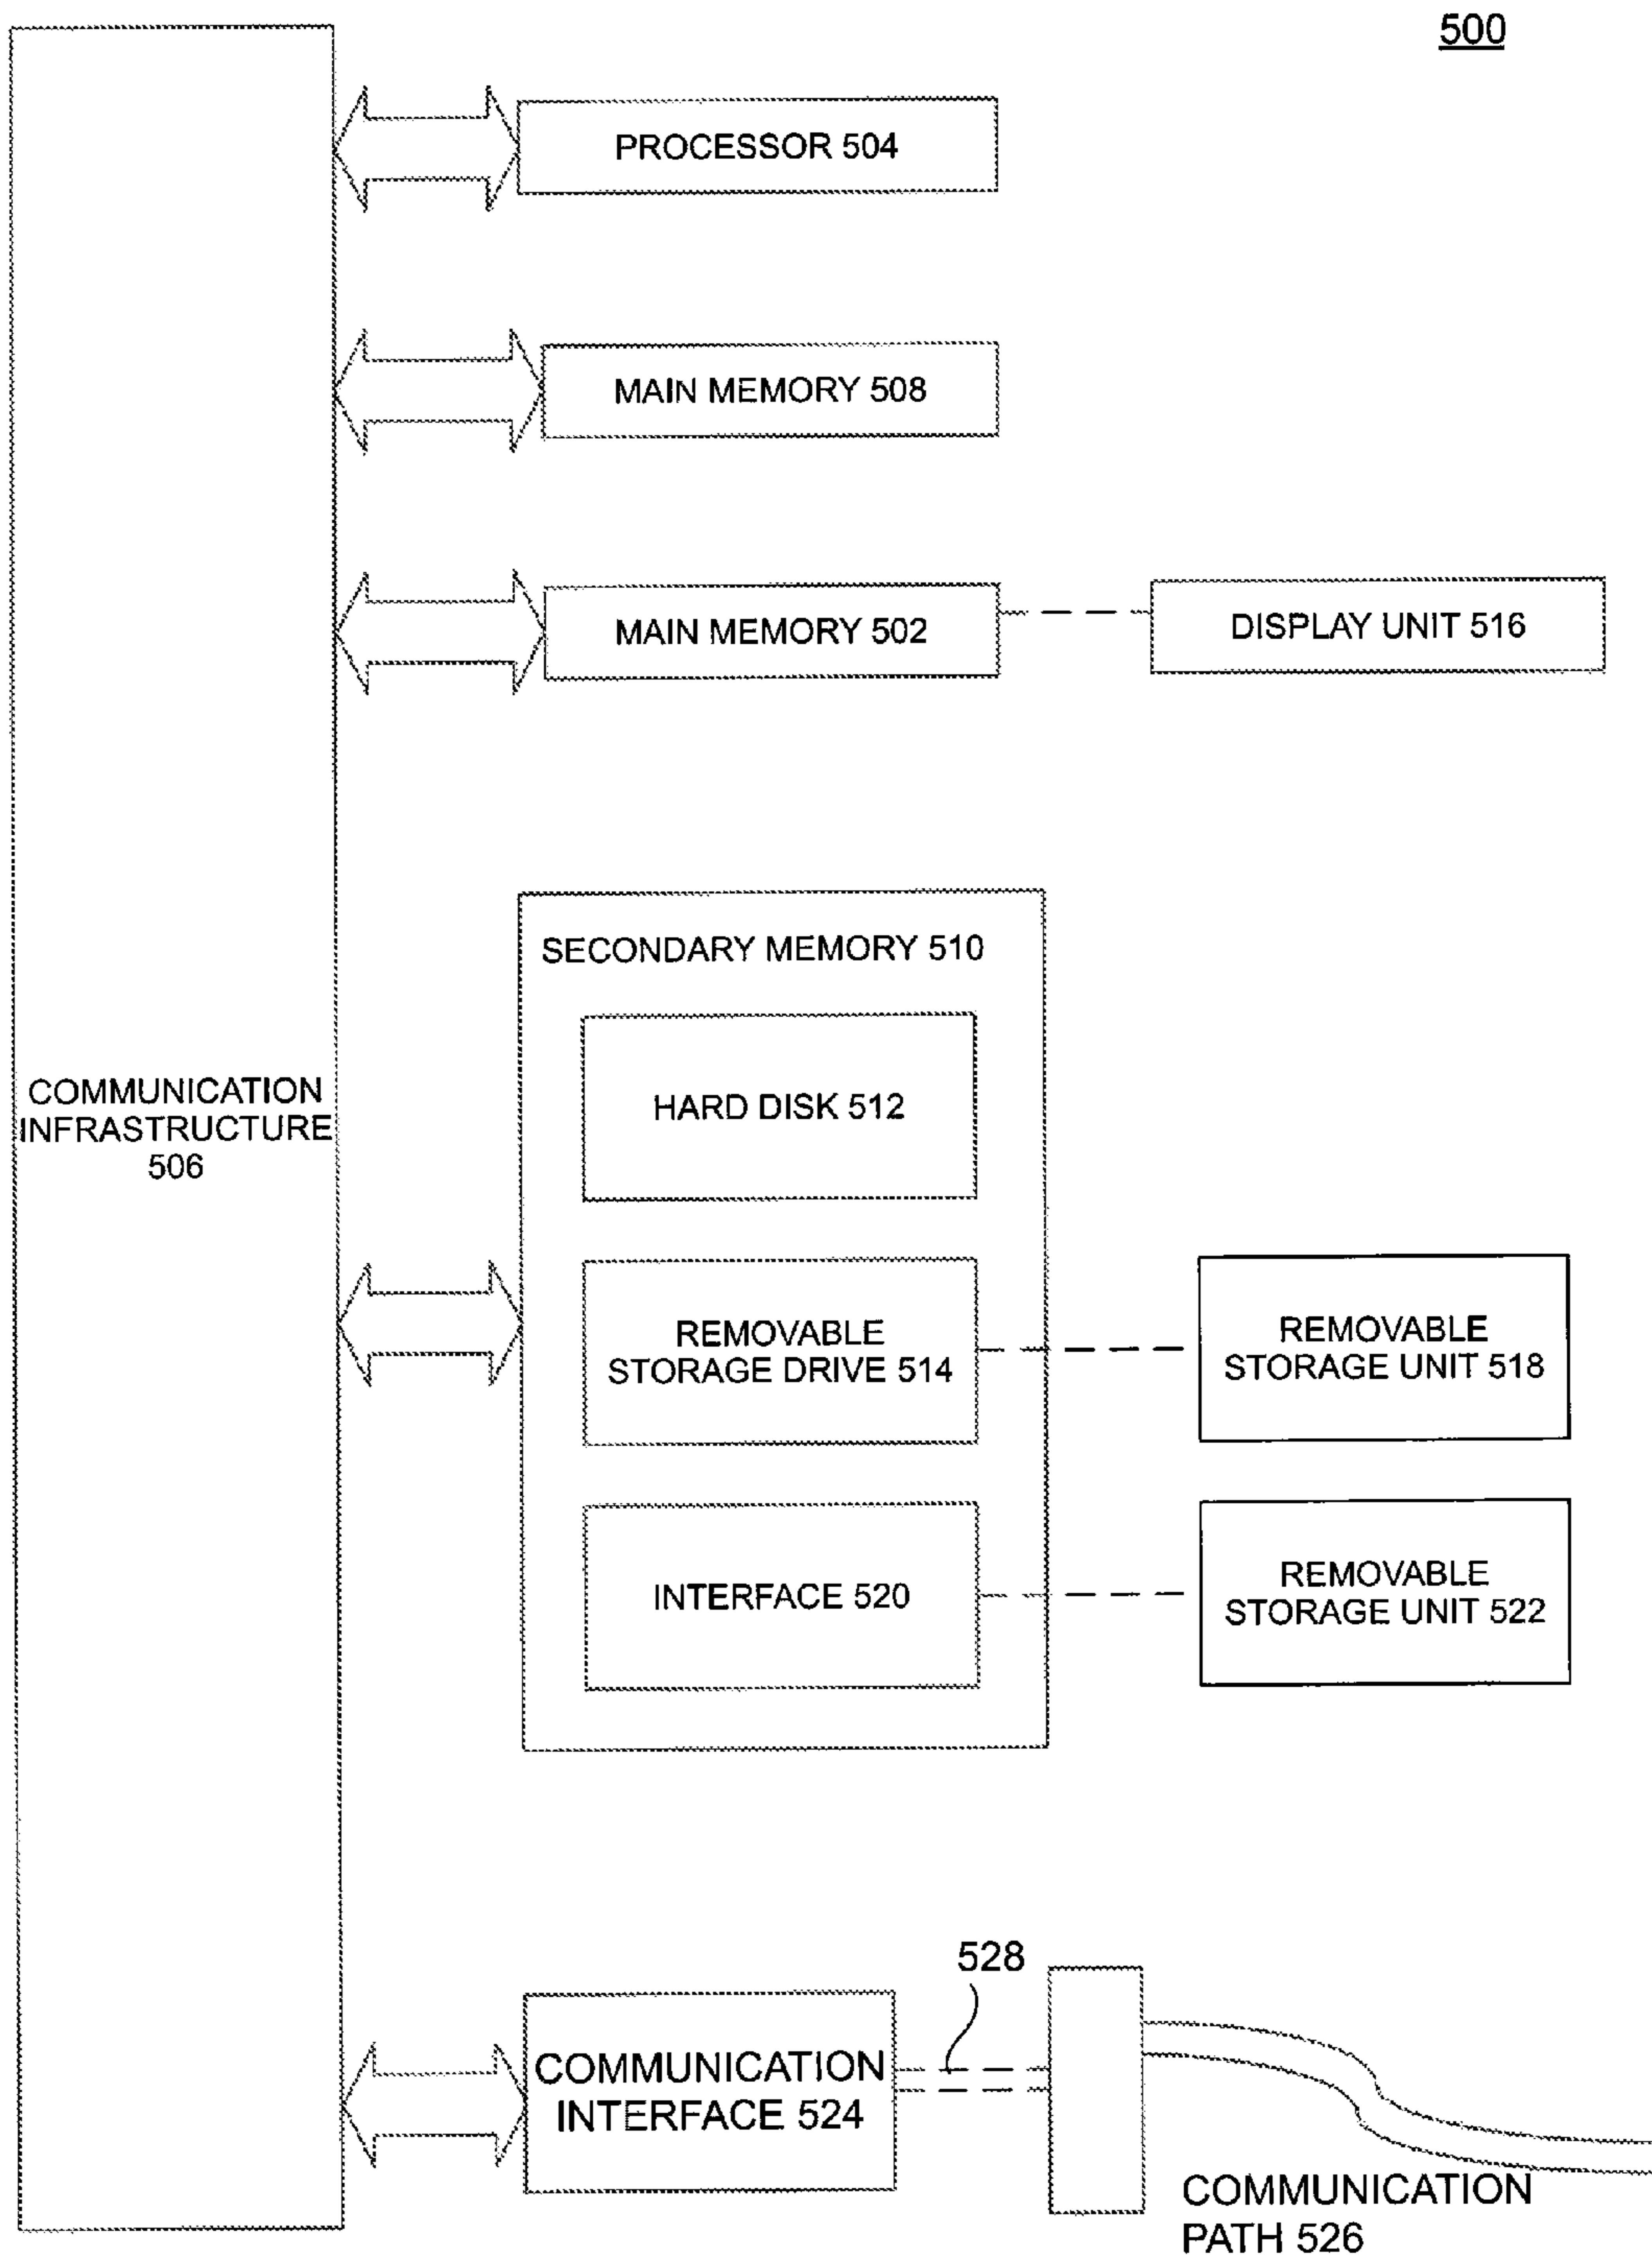 500
PROCESSOR 504
MAIN MEMORY 508
MAIN MEMORY 502
DISPLAY UNIT 516
SECONDARY MEMORY 510
HARD DISK 512
COMMUNICATION
INFRASTRUCTURE
506
REMOVABLE
STORAGE DRIVE 514
REMOVABLE
STORAGE UNIT 518
INTERFACE 520
REMOVABLE
STORAGE UNIT 522
528
COMMUNICATION
INTERFACE 524
COMMUNICATION
PATH 526